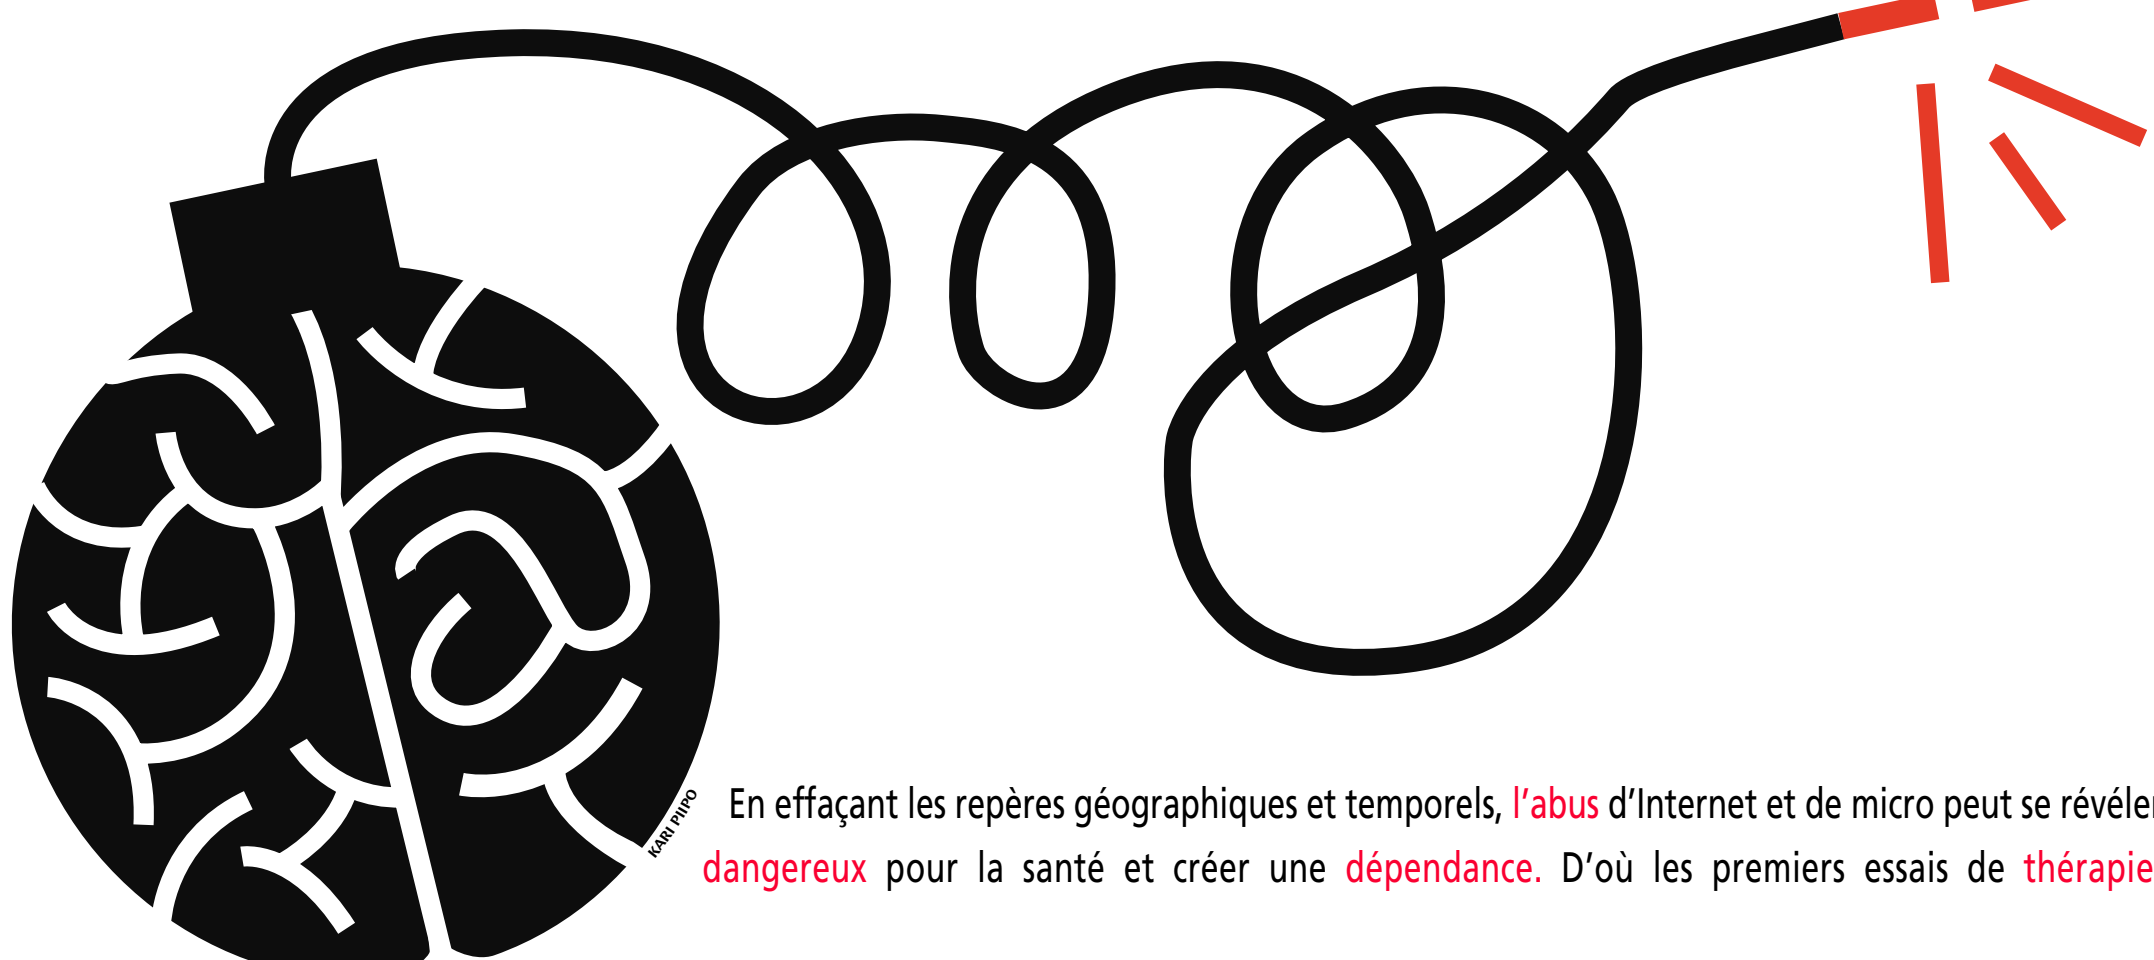 En effaçant les repères géographiques et temporels, l’abus d’Internet et de micro peut se révéler
dangereux pour la santé et créer une dépendance. D’où les premiers essais de thérapie
KARI PIIPO